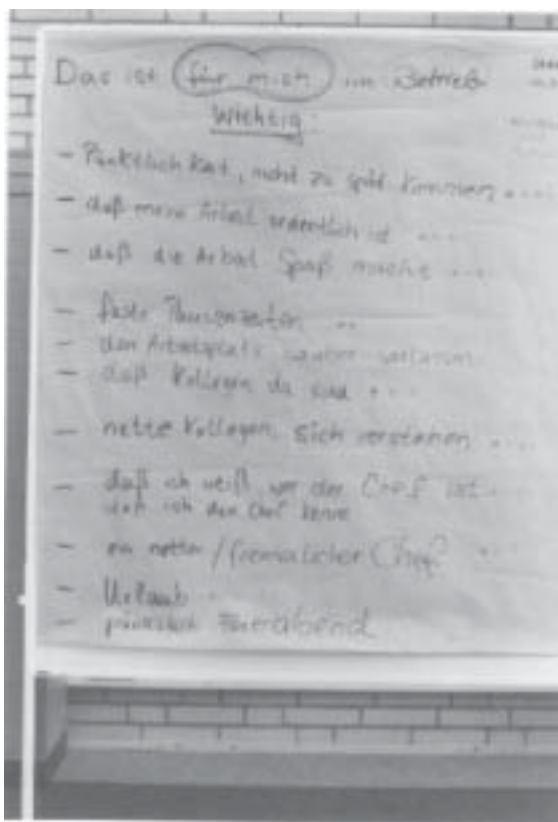 Das ist für mich im Betrieb
Wichtig:
- Pünktlichkeit, nicht zu spät kommen ....
- daß meine Arbeit ordentlich ist ....
- daß die Arbeit Spaß macht ....
- feste Pausenzeiten ..
- den Arbeitsplatz sauber verlassen
- daß Kollegen da sind ...
- nette Kollegen, sich verstehen ....
- daß ich weiß, wer der Chef ist
daß ich den Chef kenne
- ein netter / freundlicher Chef
- Urlaub
- pünktlich Feierabend